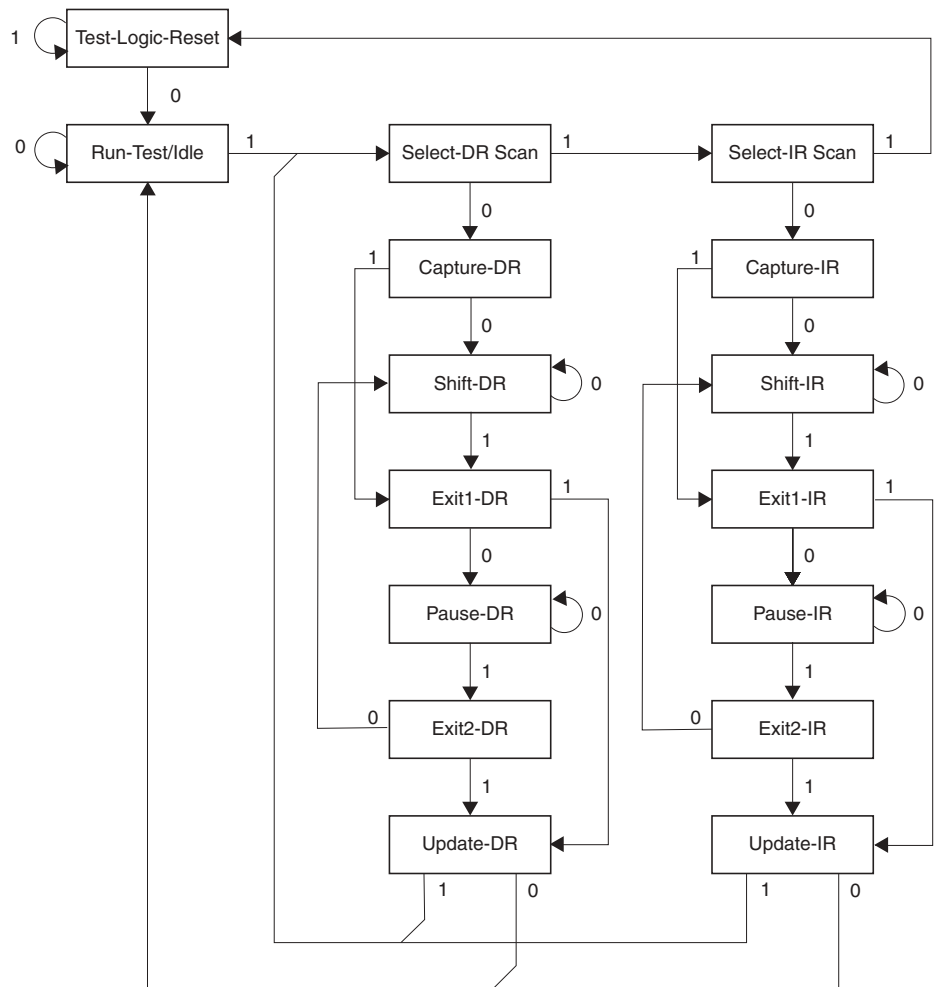 1
Test-Logic-Reset
0
0
Run-Test/Idle
1
Select-DR Scan
1
Select-IR Scan
1
0
0
1
Capture-DR
1
Capture-IR
0
0
Shift-DR
0
Shift-IR
0
1
1
Exit1-DR
1
Exit1-IR
1
0
0
Pause-DR
0
Pause-IR
0
1
1
0
Exit2-DR
0
Exit2-IR
1
1
Update-DR
Update-IR
1
0
1
0